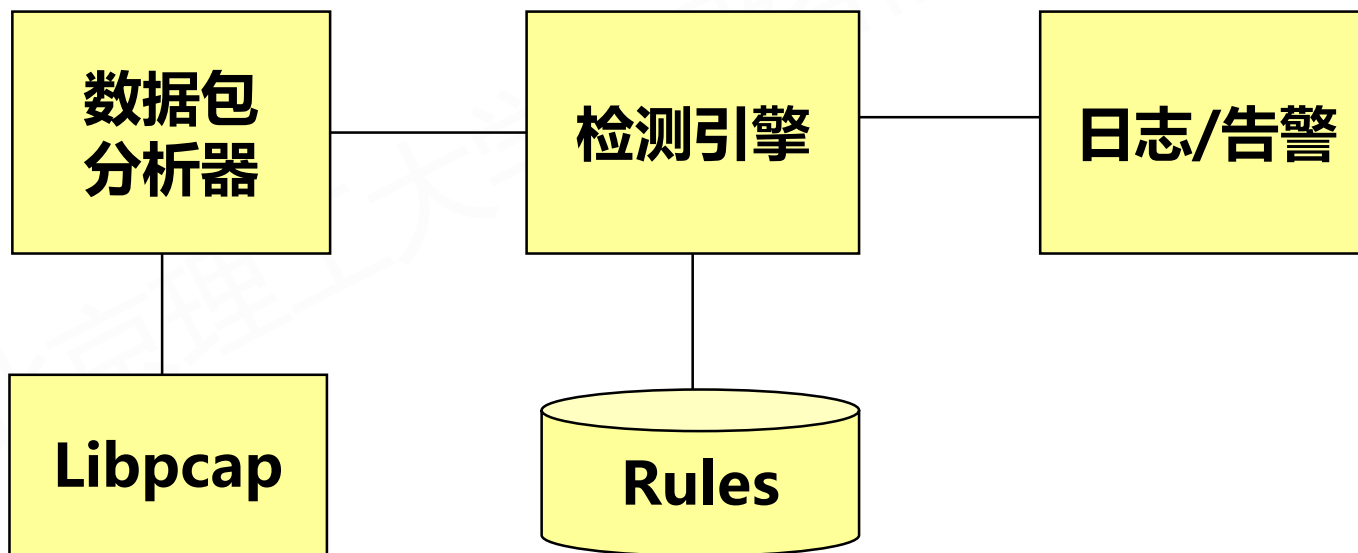 数据包
分析器
检测引擎
日志/告警
Libpcap
Rules